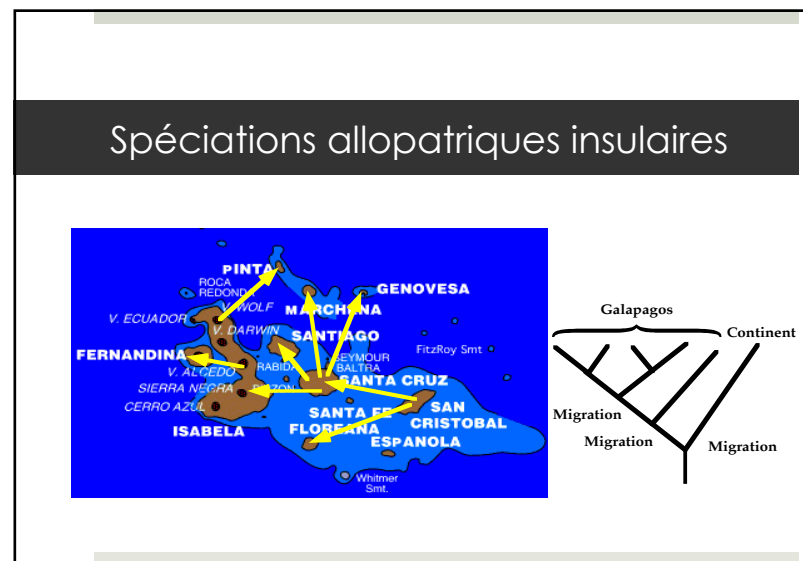 Spéciations allopatriques insulaires
PINTA
ROCA
REDONDA
GENOVESA
V. WOLF
MARCHENA
V. ECUADOR
V. DARWIN
SANTIAGO
FitzRoy Smt
FERNANDINA
RABIDA
SEYMOUR
BALTRA
V. ALCEDO
SANTA CRUZ
SIERRA NEGRA
CERRO AZUL
SANTA FE
SAN
CRISTOBAL
FLOREANA
ISABELA
ESPANOLA
Whitmer
Smt.
Galapagos
Continent
Migration
Migration
Migration